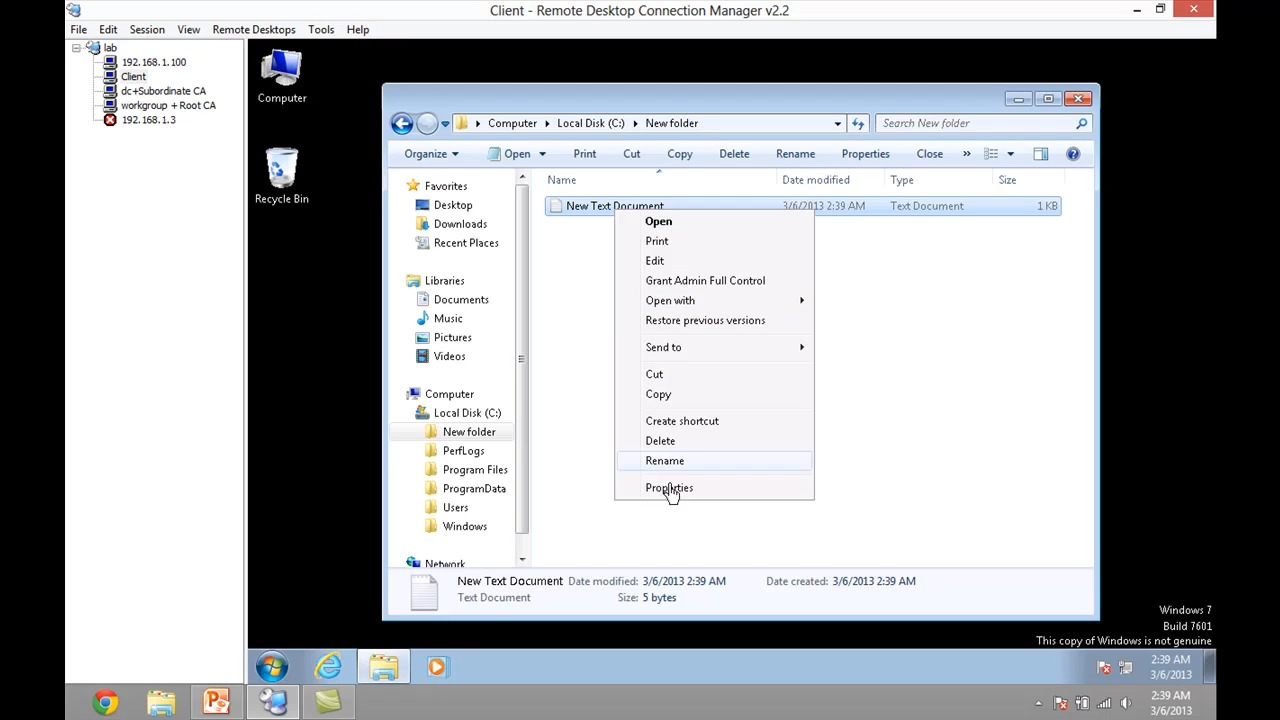 Client - Remote Desktop Connection Manager v2.2
File Edit Session View Remote Desktops Tools Help
lab
192.168.1.100
Client
dc+Subordinate CA
workgroup + Root CA
192.168.1.3
Computer
Recycle Bin
Computer Local Disk (C:) New folder
Search New folder
Organize Open Print Cut Copy Delete Rename Properties Close »
Name Date modified Type Size
New Text Document 3/6/2013 2:39 AM Text Document 1 KB
Favorites
Desktop
Downloads
Recent Places
Libraries
Documents
Music
Pictures
Videos
Computer
Local Disk (C:)
New folder
PerfLogs
Program Files
ProgramData
Users
Windows
Network
Open
Print
Edit
Grant Admin Full Control
Open with
Restore previous versions
Send to
Cut
Copy
Create shortcut
Delete
Rename
Properties
New Text Document Date modified: 3/6/2013 2:39 AM Date created: 3/6/2013 2:39 AM
Text Document Size: 5 bytes
Windows 7
Build 7601
This copy of Windows is not genuine
2:39 AM
3/6/2013
2:39 AM
3/6/2013